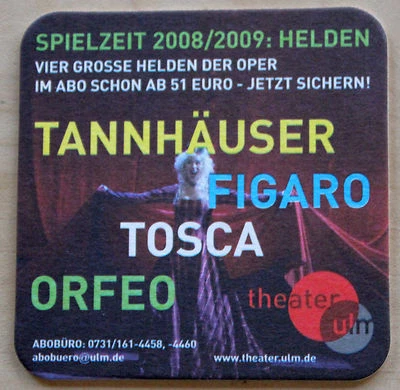 SPIELZEIT 2008/2009: HELDEN
VIER GROSSE HELDEN DER OPER
IM ABO SCHON AB 51 EURO - JETZT SICHERN!
TANNHÄUSER
FIGARO
TOSCA
ORFEO
theater
ulm
ABOBÜRO: 0731/161-4458, -4460
abobuero@ulm.de
www.theater.ulm.de